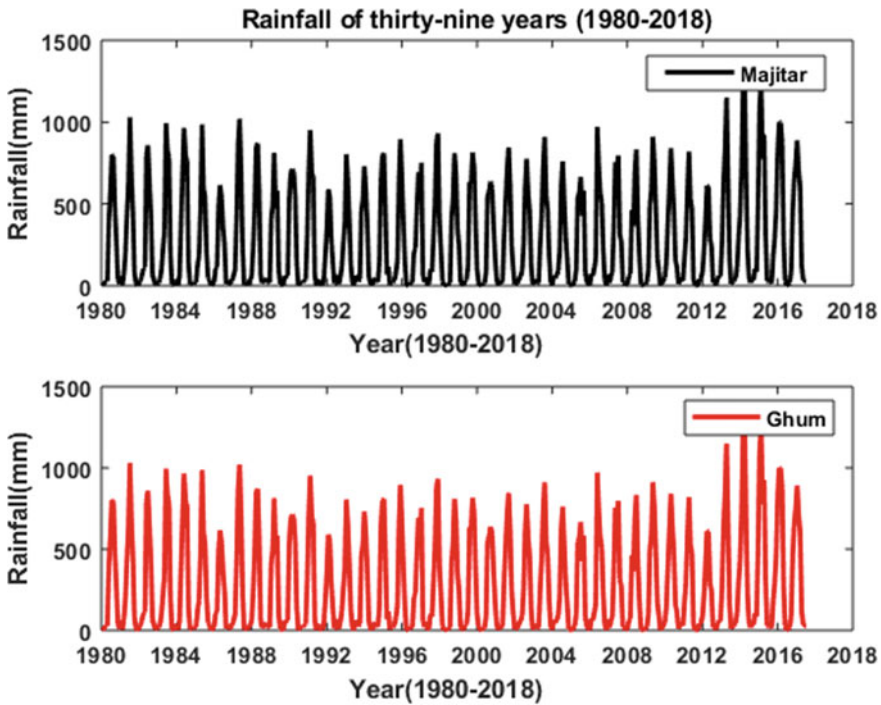 Rainfall of thirty-nine years (1980-2018)
1500
1000
500
0
Rainfall(mm)
Majitar
1980 1984 1988 1992 1996 2000 2004 2008 2012 2016 2018
Year(1980-2018)
1500
1000
500
0
Rainfall(mm)
Ghum
1980 1984 1988 1992 1996 2000 2004 2008 2012 2016 2018
Year(1980-2018)